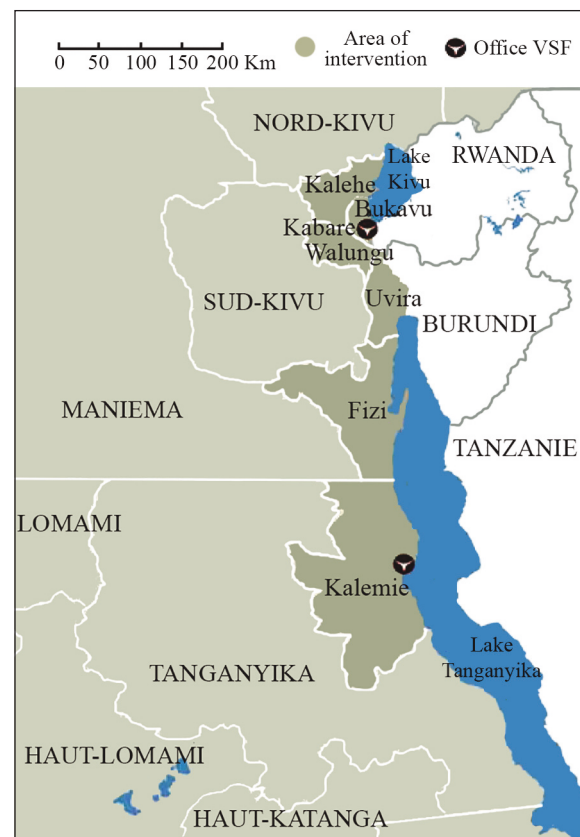 Area of
intervention
Office VSF
0 50 100 150 200 Km
NORD-KIVU
Lake
Kivu
RWANDA
Kalehe
Bukavu
Kabare
Walungu
SUD-KIVU
Uvira
BURUNDI
MANIEMA
Fizi
TANZANIE
LOMAMI
Kalemie
Lake
Tanganyika
TANGANYIKA
HAUT-LOMAMI
HAUT-KATANGA